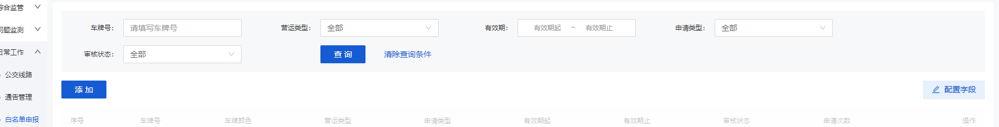 综合监管
问题监测
日常工作
公交线路
通告管理
白名单申报
车牌号: 请填写车牌号 营运类型: 全部 有效期: 有效期起 ~ 有效期止 申请类型: 全部
审核状态: 全部 查 询 清除查询条件
添 加 配置字段
序号 车牌号 车牌颜色 营运类型 申请类型 有效期起 有效期止 审核状态 申请次数 操作